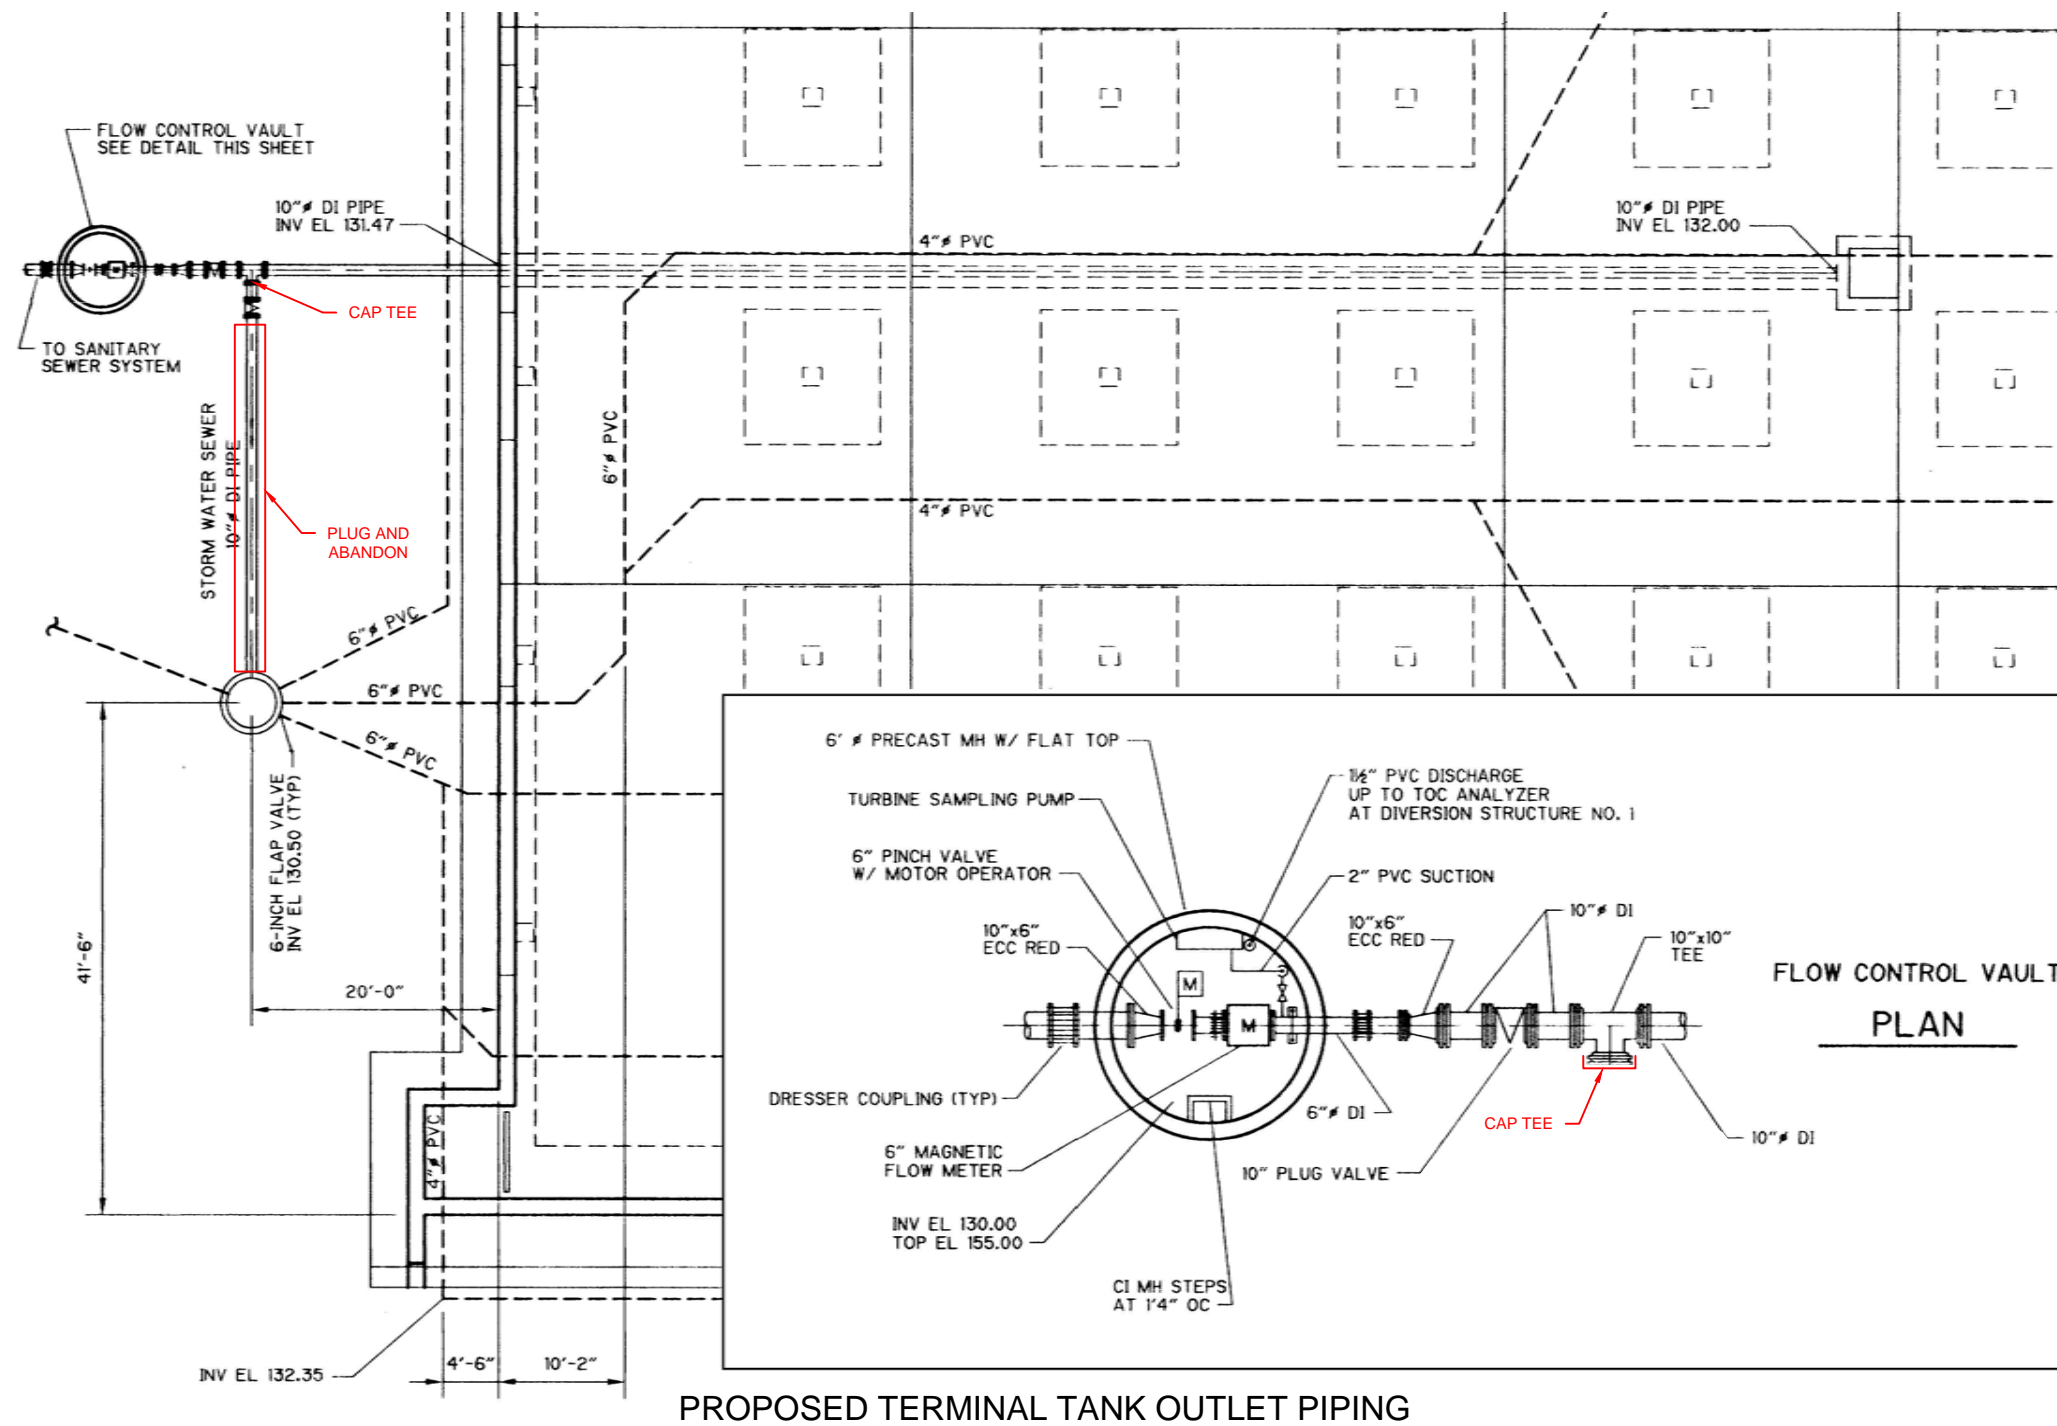 FLOW CONTROL VAULT
SEE DETAIL THIS SHEET
10"ø DI PIPE
INV EL 131.47
10"ø DI PIPE
INV EL 132.00
4"ø PVC
CAP TEE
TO SANITARY
SEWER SYSTEM
STORM WATER SEWER
10"ø DI PIPE
6"ø PVC
4"ø PVC
PLUG AND
ABANDON
6"ø PVC
6"ø PVC
6"ø PVC
6-INCH FLAP VALVE
INV EL 130.50 (TYP)
41'-6"
20'-0"
4"ø PVC
INV EL 132.35
4'-6"
10'-2"
6' ø PRECAST MH W/ FLAT TOP
TURBINE SAMPLING PUMP
6" PINCH VALVE
W/ MOTOR OPERATOR
10"x6"
ECC RED
1½" PVC DISCHARGE
UP TO TOC ANALYZER
AT DIVERSION STRUCTURE NO. 1
2" PVC SUCTION
10"x6"
ECC RED
10"ø DI
10"x10"
TEE
M
M
FLOW CONTROL VAULT
PLAN
DRESSER COUPLING (TYP)
6"ø DI
CAP TEE
10"ø DI
6" MAGNETIC
FLOW METER
10" PLUG VALVE
INV EL 130.00
TOP EL 155.00
CI MH STEPS
AT 1'4" OC
PROPOSED TERMINAL TANK OUTLET PIPING